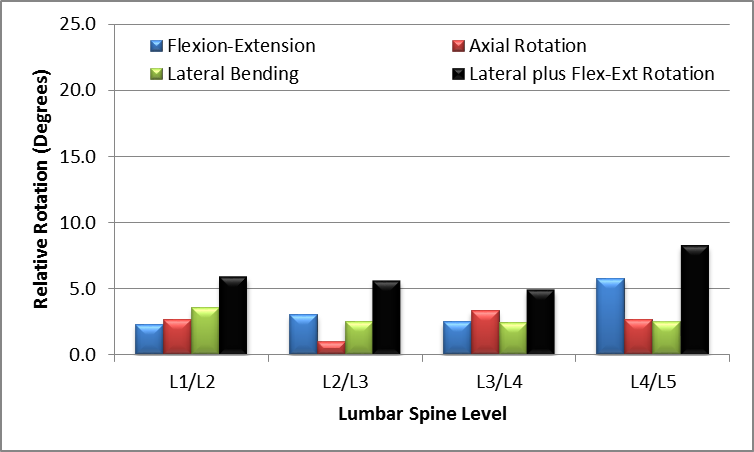 Relative Rotation (Degrees)
25.0
20.0
15.0
10.0
5.0
0.0
Flexion-Extension
Axial Rotation
Lateral Bending
Lateral plus Flex-Ext Rotation
L1/L2
L2/L3
L3/L4
L4/L5
Lumbar Spine Level